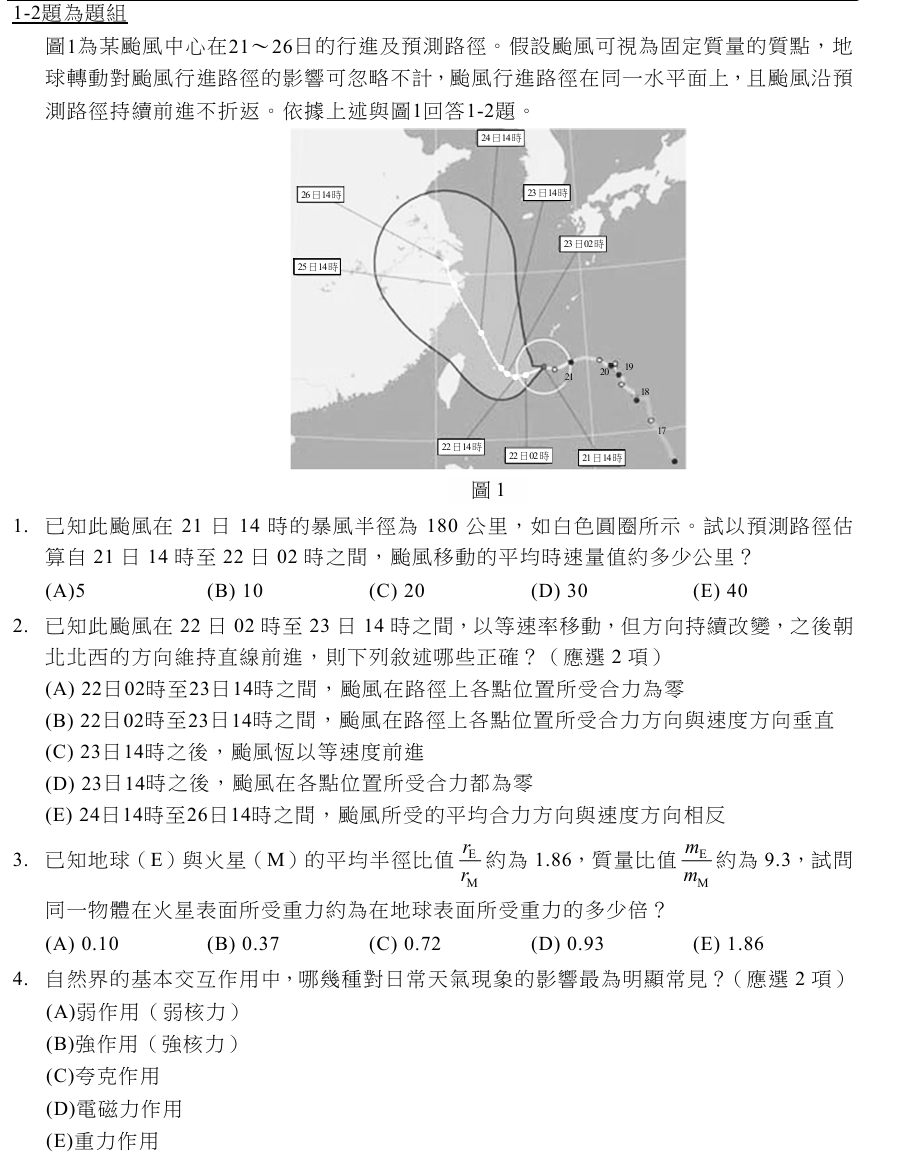 1-2題為題組
圖1為某颱風中心在21～26日的行進及預測路徑。假設颱風可視為固定質量的質點，地
球轉動對颱風行進路徑的影響可忽略不計，颱風行進路徑在同一水平面上，且颱風沿預
測路徑持續前進不折返。依據上述與圖1回答1-2題。
24日14時
26日14時
23日14時
23日02時
25日14時
19
20
21
18
17
22日14時
22日02時
21日14時
圖 1
1. 已知此颱風在 21 日 14 時的暴風半徑為 180 公里，如白色圓圈所示。試以預測路徑估
算自 21 日 14 時至 22 日 02 時之間，颱風移動的平均時速量值約多少公里？
(A)5 (B) 10 (C) 20 (D) 30 (E) 40
2. 已知此颱風在 22 日 02 時至 23 日 14 時之間，以等速率移動，但方向持續改變，之後朝
北北西的方向維持直線前進，則下列敘述哪些正確？（應選 2 項）
(A) 22日02時至23日14時之間，颱風在路徑上各點位置所受合力為零
(B) 22日02時至23日14時之間，颱風在路徑上各點位置所受合力方向與速度方向垂直
(C) 23日14時之後，颱風恆以等速度前進
(D) 23日14時之後，颱風在各點位置所受合力都為零
(E) 24日14時至26日14時之間，颱風所受的平均合力方向與速度方向相反
3. 已知地球（E）與火星（M）的平均半徑比值 rE/rM 約為 1.86，質量比值 mE/mM 約為 9.3，試問
同一物體在火星表面所受重力約為在地球表面所受重力的多少倍？
(A) 0.10 (B) 0.37 (C) 0.72 (D) 0.93 (E) 1.86
4. 自然界的基本交互作用中，哪幾種對日常天氣現象的影響最為明顯常見？（應選 2 項）
(A)弱作用（弱核力）
(B)強作用（強核力）
(C)夸克作用
(D)電磁力作用
(E)重力作用